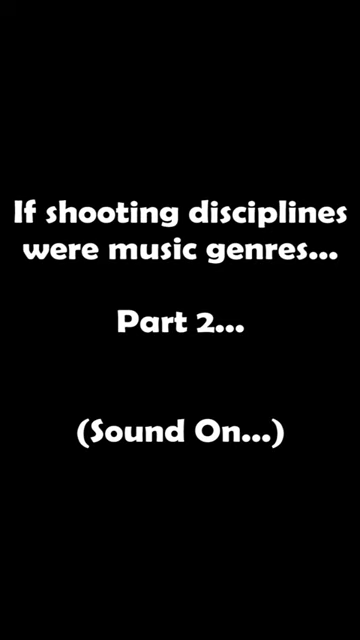 If shooting disciplines
were music genres...
Part 2...
(Sound On...)